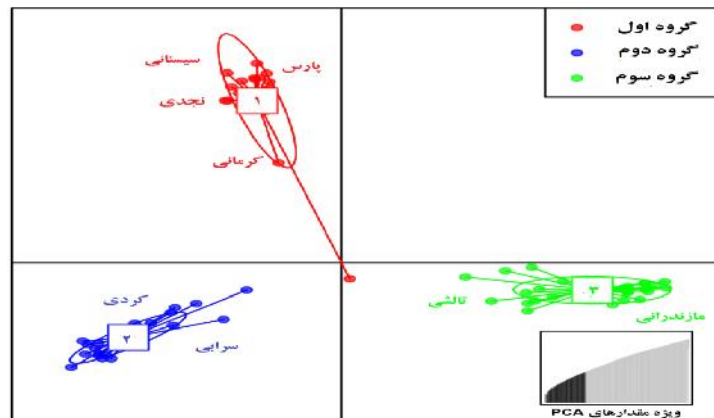 گروه اول
گروه دوم
گروه سوم
سیستانی
پارس
۱
نجدی
کرمانی
کردی
۲
سرابی
۳
تالشی
مازندرانی
ویژه مقدارهای PCA